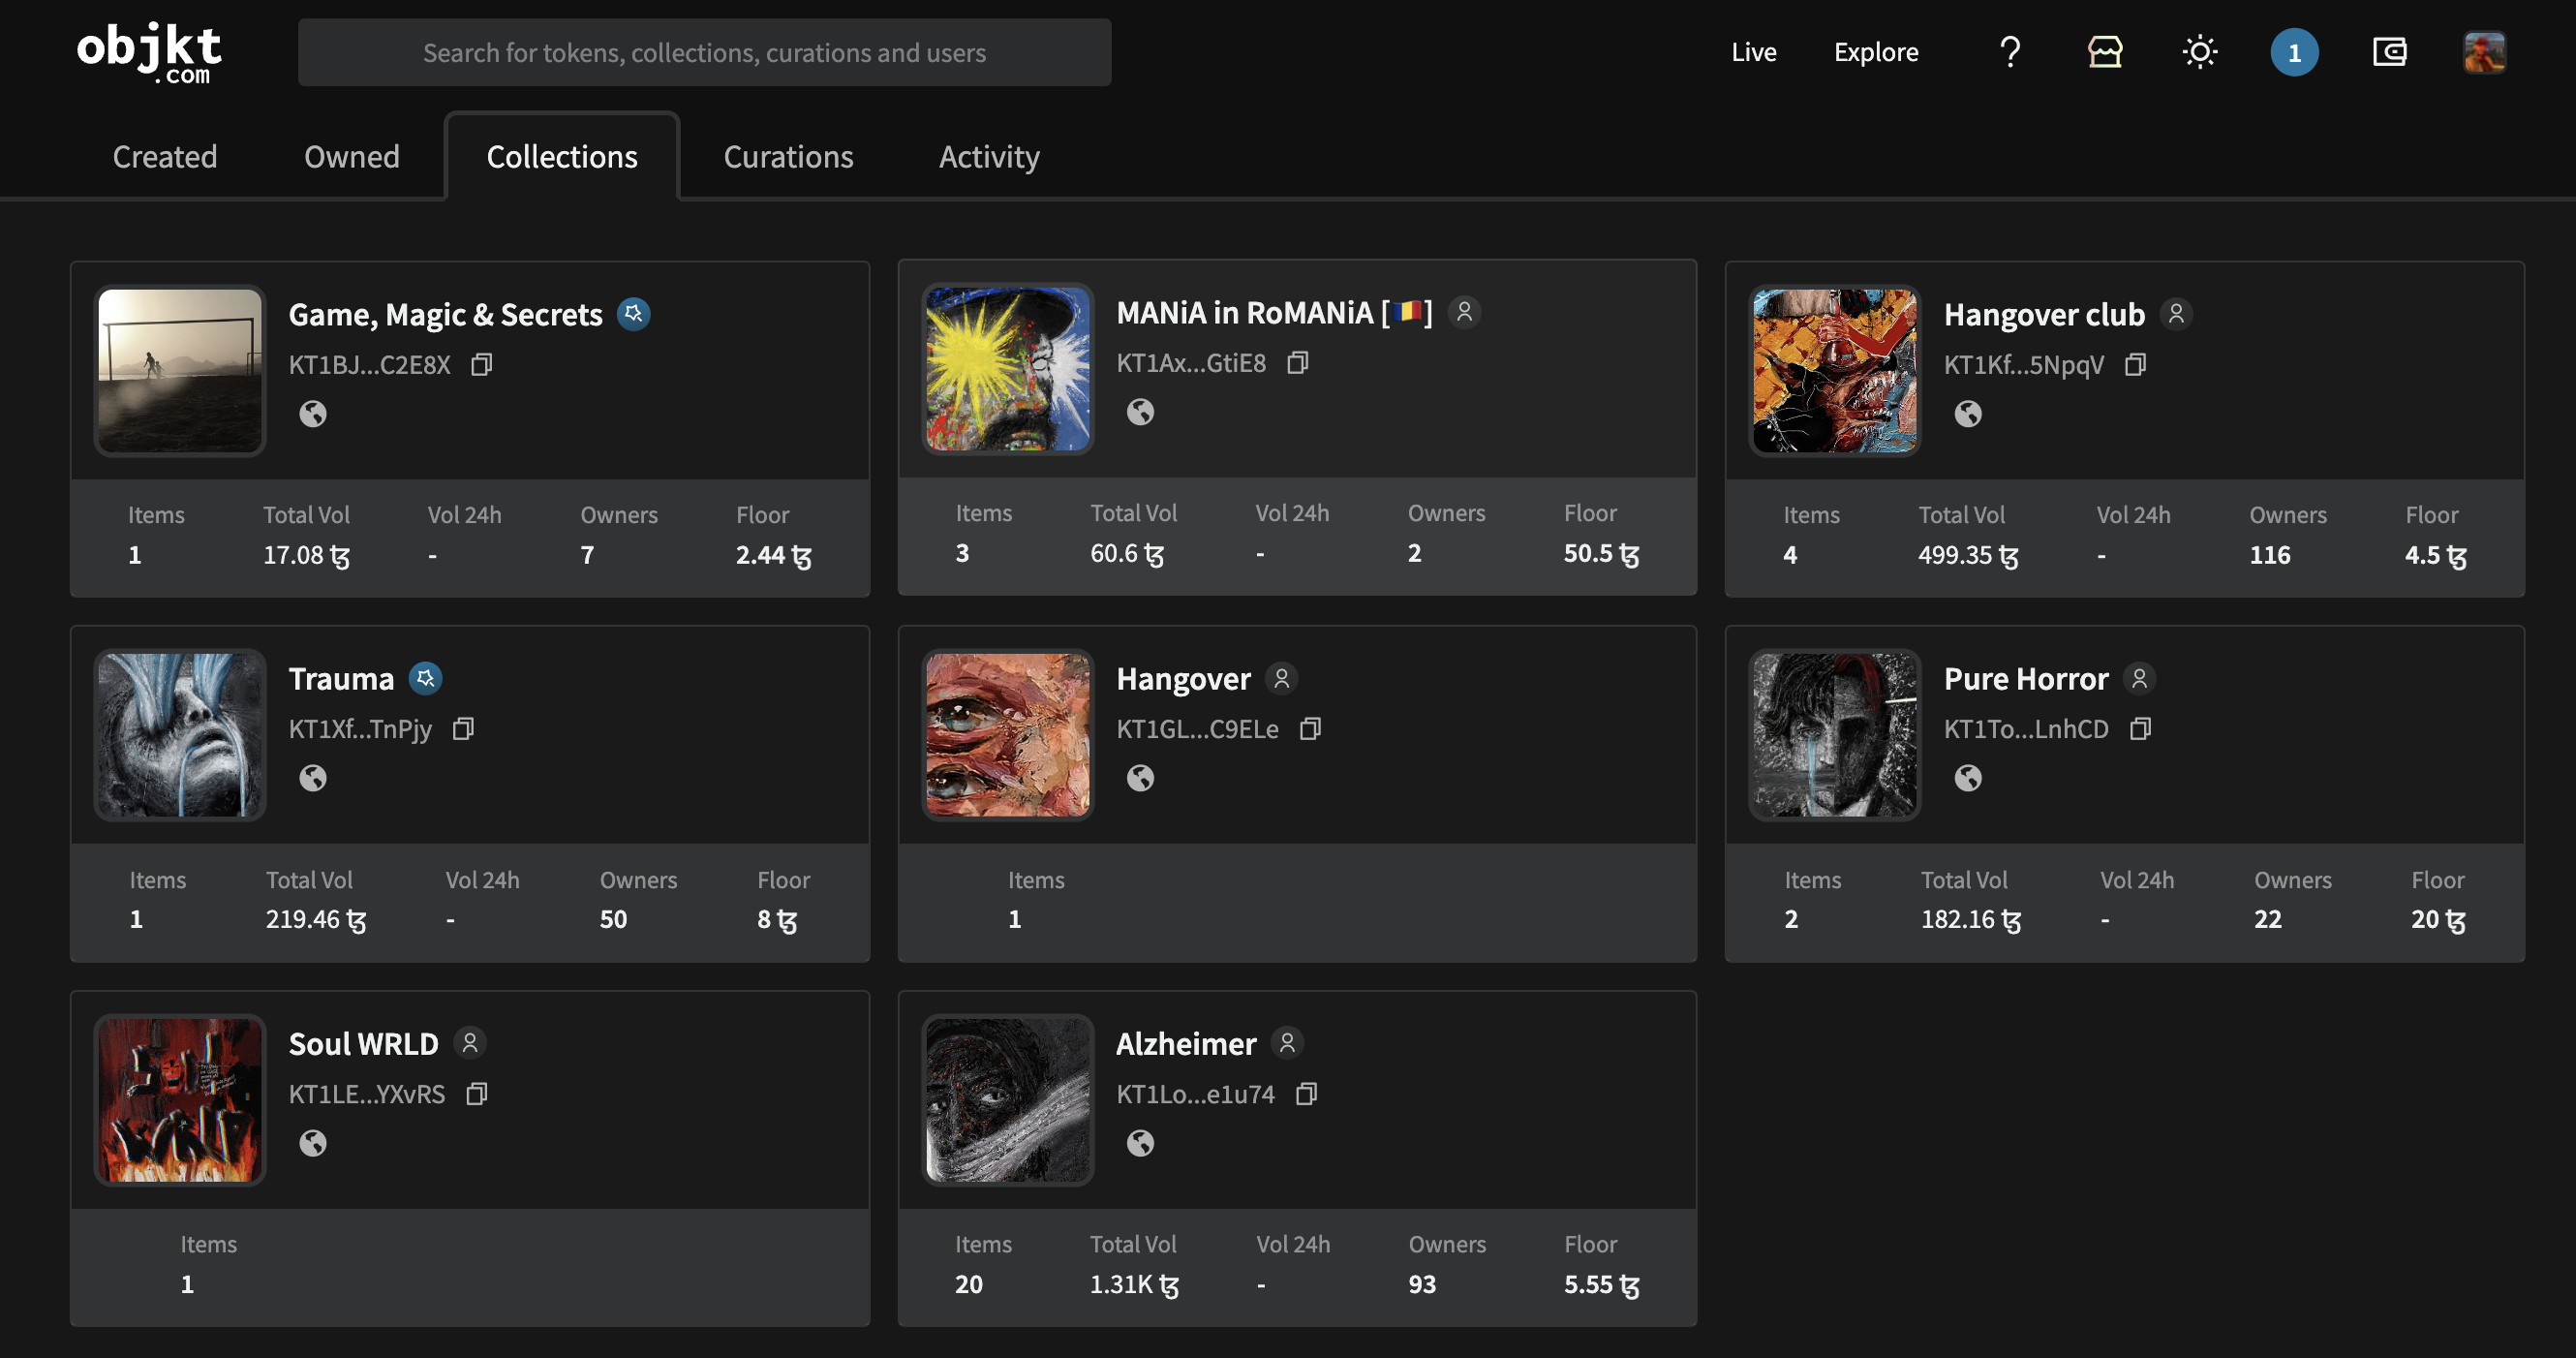 objkt
.com
Search for tokens, collections, curations and users
Live
Explore
?
1
Created
Owned
Collections
Curations
Activity
Game, Magic & Secrets
KT1BJ...C2E8X
Items Total Vol Vol 24h Owners Floor
1 17.08 ꜩ - 7 2.44 ꜩ
MANiA in RoMANiA [🇷🇴]
KT1Ax...GtiE8
Items Total Vol Vol 24h Owners Floor
3 60.6 ꜩ - 2 50.5 ꜩ
Hangover club
KT1Kf...5NpqV
Items Total Vol Vol 24h Owners Floor
4 499.35 ꜩ - 116 4.5 ꜩ
Trauma
KT1Xf...TnPjy
Items Total Vol Vol 24h Owners Floor
1 219.46 ꜩ - 50 8 ꜩ
Hangover
KT1GL...C9ELe
Items
1
Pure Horror
KT1To...LnhCD
Items Total Vol Vol 24h Owners Floor
2 182.16 ꜩ - 22 20 ꜩ
Soul WRLD
KT1LE...YXvRS
Items
1
Alzheimer
KT1Lo...e1u74
Items Total Vol Vol 24h Owners Floor
20 1.31K ꜩ - 93 5.55 ꜩ